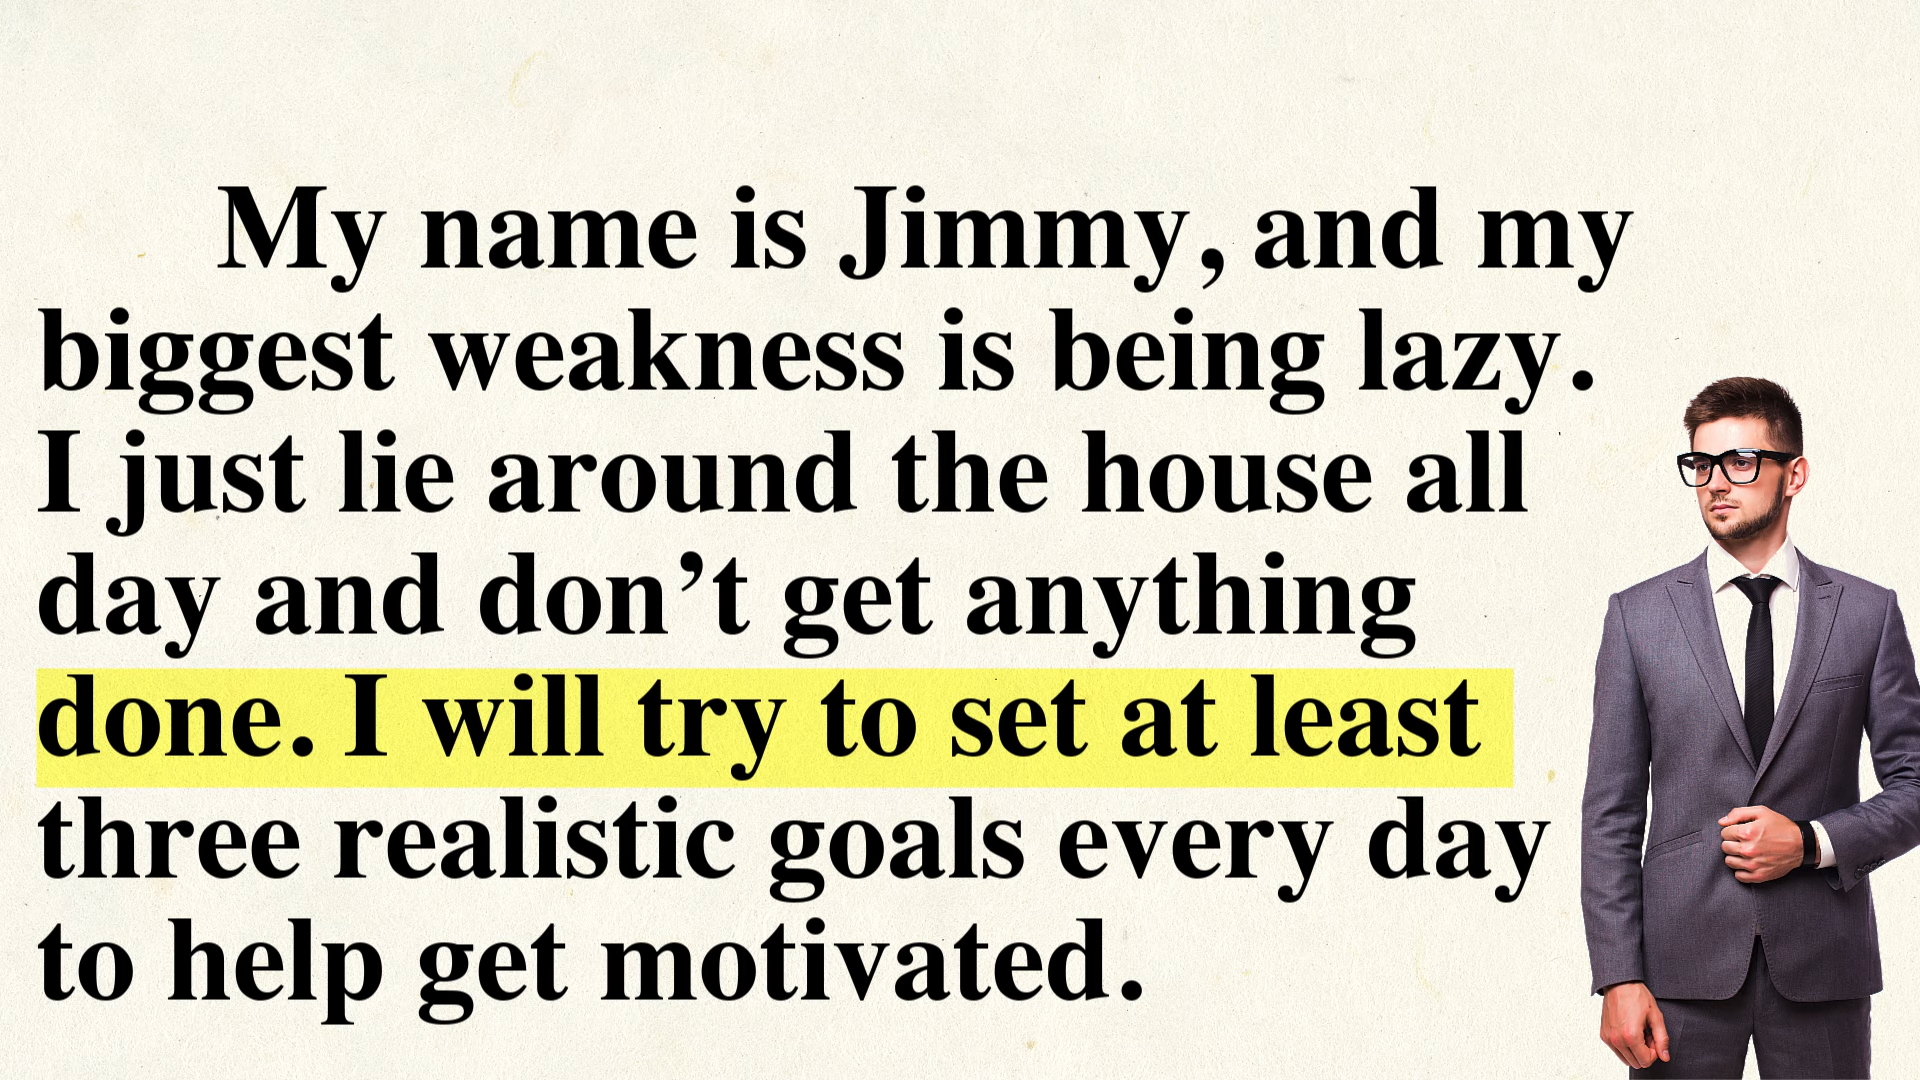 My name is Jimmy, and my
biggest weakness is being lazy.
I just lie around the house all
day and don’t get anything
done. I will try to set at least
three realistic goals every day
to help get motivated.